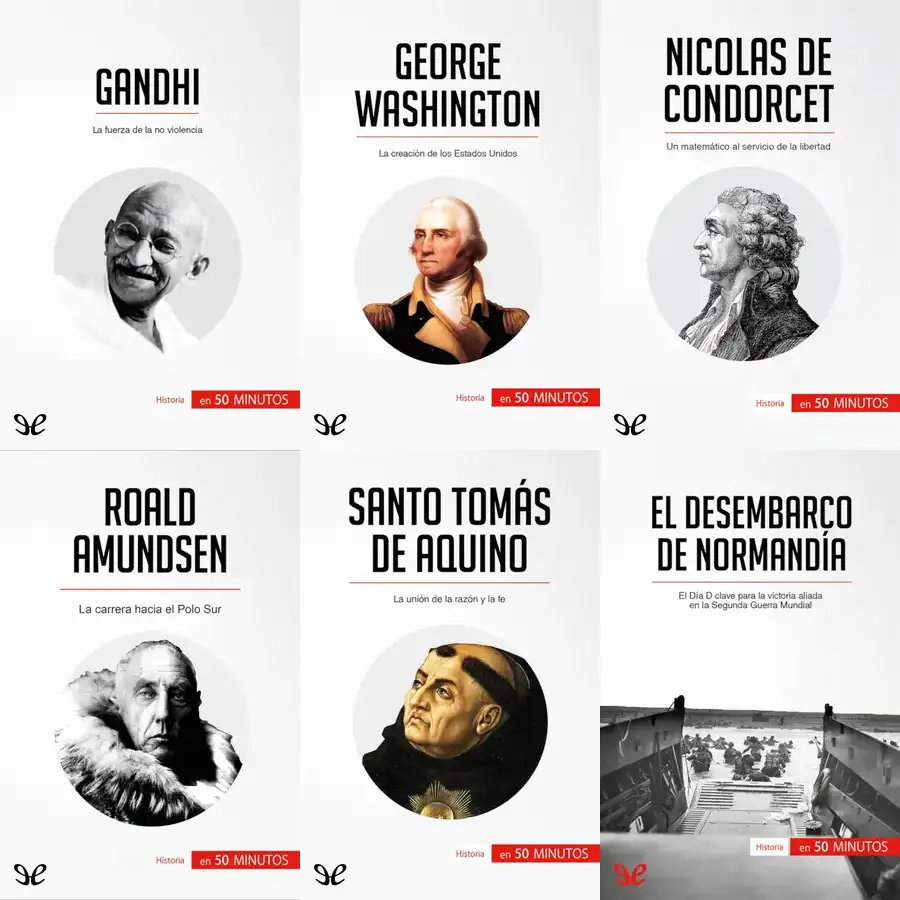 GANDHI
La fuerza de la no violencia
Historia en 50 MINUTOS
GEORGE
WASHINGTON
La creación de los Estados Unidos
Historia en 50 MINUTOS
NICOLAS DE
CONDORCET
Un matemático al servicio de la libertad
Historia en 50 MINUTOS
ROALD
AMUNDSEN
La carrera hacia el Polo Sur
Historia en 50 MINUTOS
SANTO TOMÁS
DE AQUINO
La unión de la razón y la fe
Historia en 50 MINUTOS
EL DESEMBARCO
DE NORMANDÍA
El Día D clave para la victoria aliada
en la Segunda Guerra Mundial
Historia en 50 MINUTOS